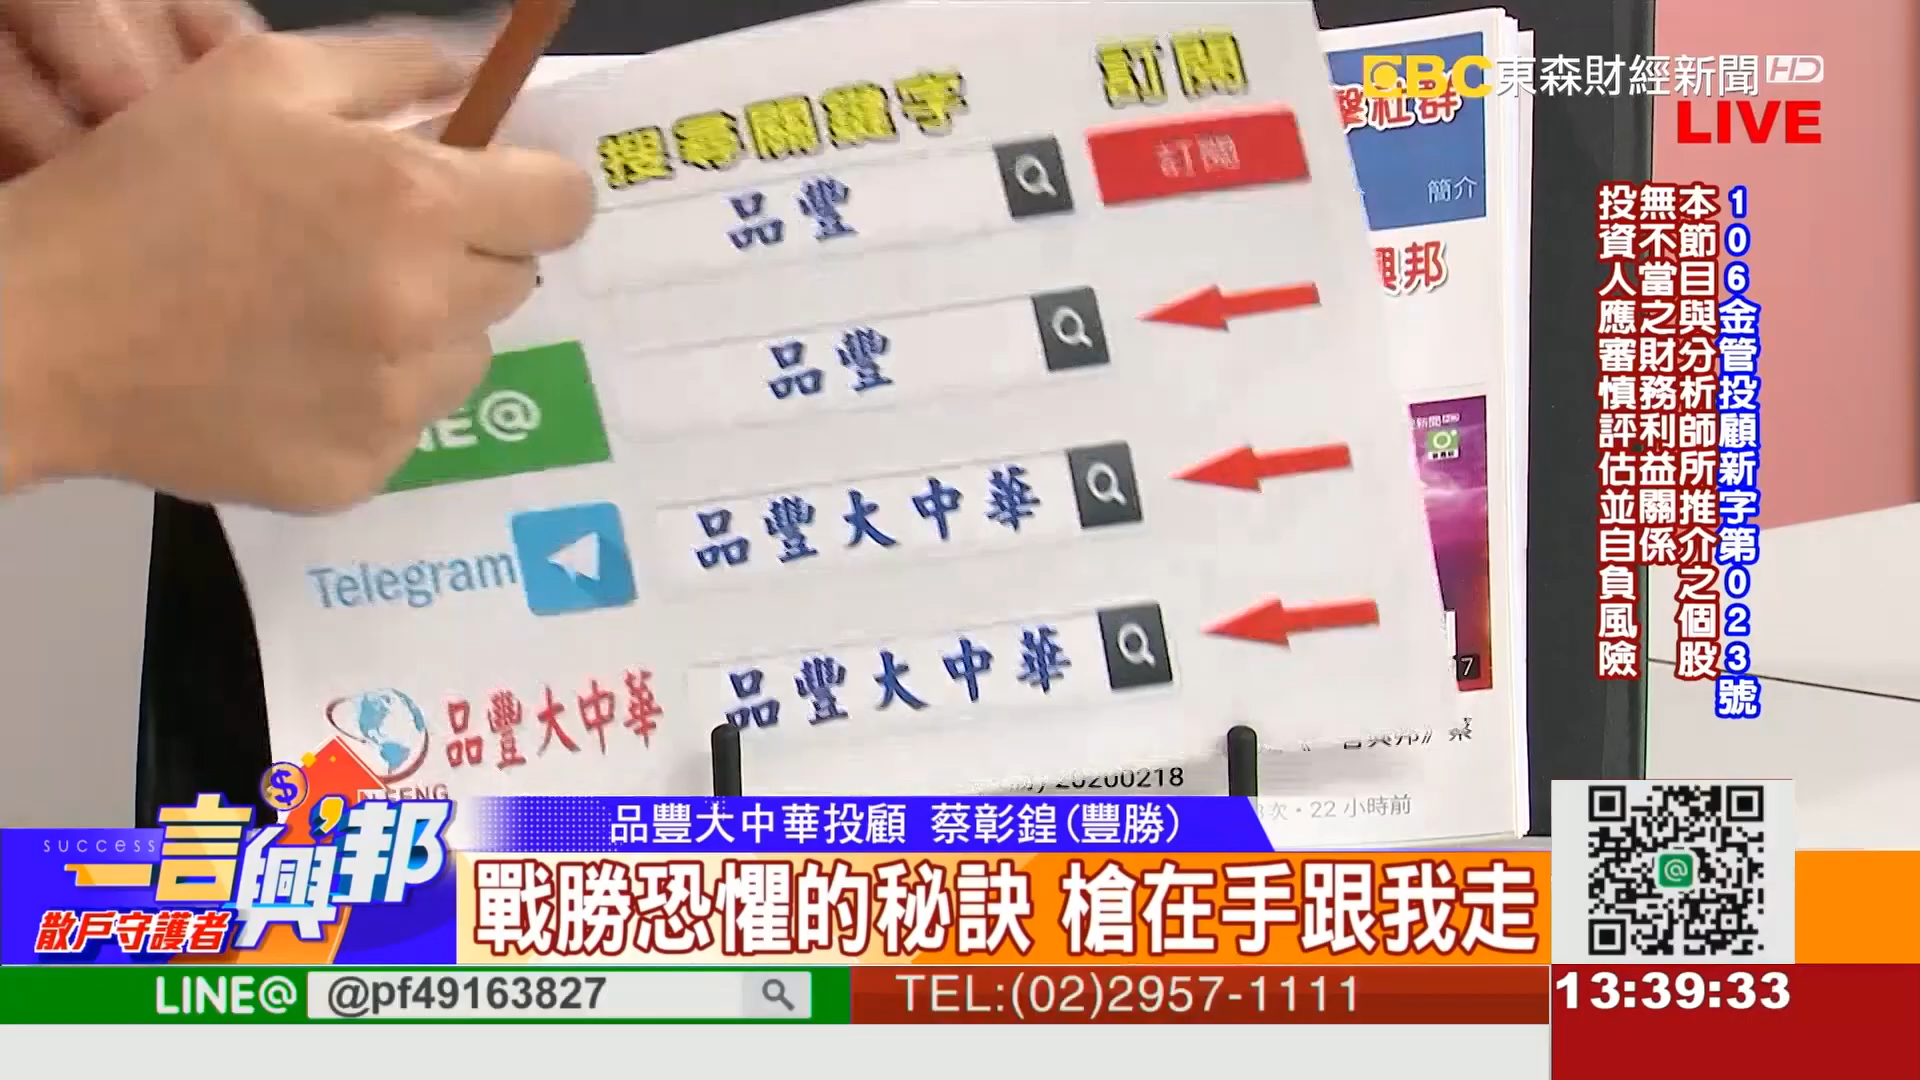 EBC東森財經新聞HD
LIVE
搜尋關鍵字
訂閱
訂閱
品豐
簡介
品豐
INE@
Telegram
品豐大中華
品豐大中華
品豐大中華
NFENG
20200218
22 小時前
106金管投顧新字第023號
本節目與分析師所推介之個股
無不當之財務利益關係
投資人應審慎評估並自負風險
success
一言興邦
散戶守護者
品豐大中華投顧 蔡彰鍠(豐勝)
戰勝恐懼的秘訣 槍在手跟我走
LINE@ @pf49163827
TEL:(02)2957-1111
13:39:33